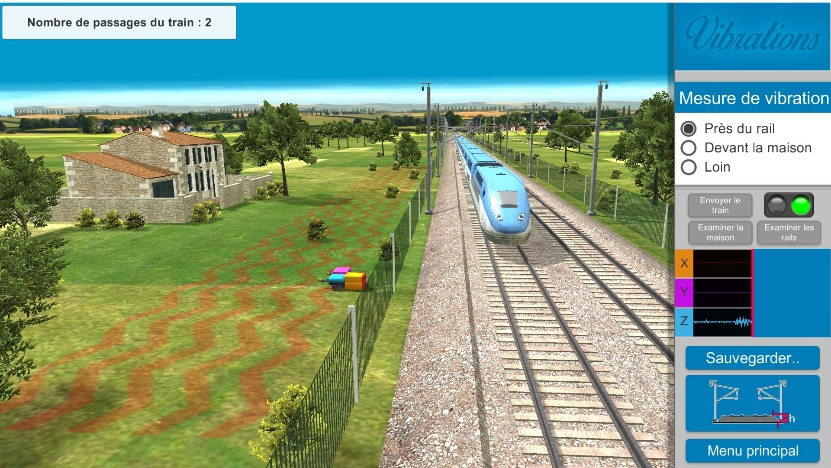 Nombre de passages du train : 2
Vibrations
Mesure de vibration
Près du rail
Devant la maison
Loin
Envoyer le
train
Examiner la
maison
Examiner les
rails
X
Y
Z
Sauvegarder..
h
Menu principal